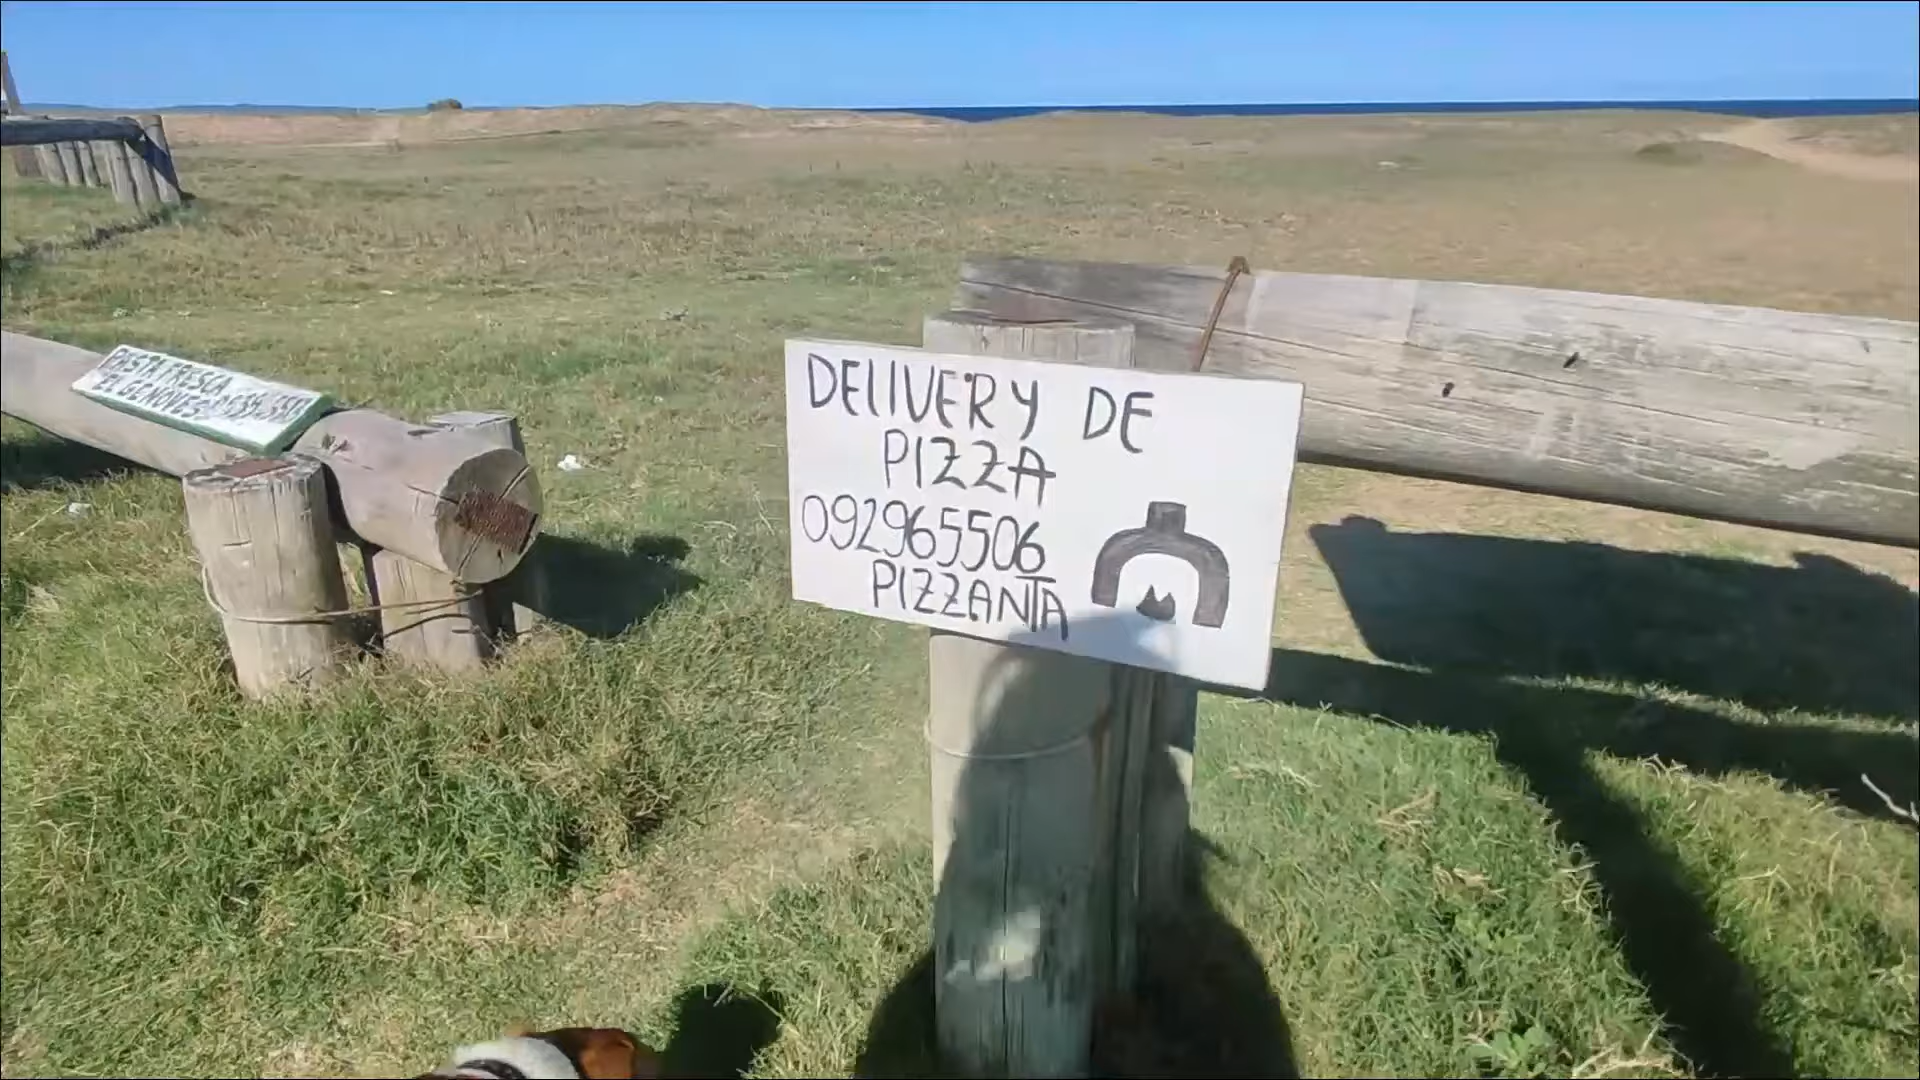 PASTA FRESCA
EL GENOVES
DELIVERY DE
PIZZA
092965506
PIZZANTA